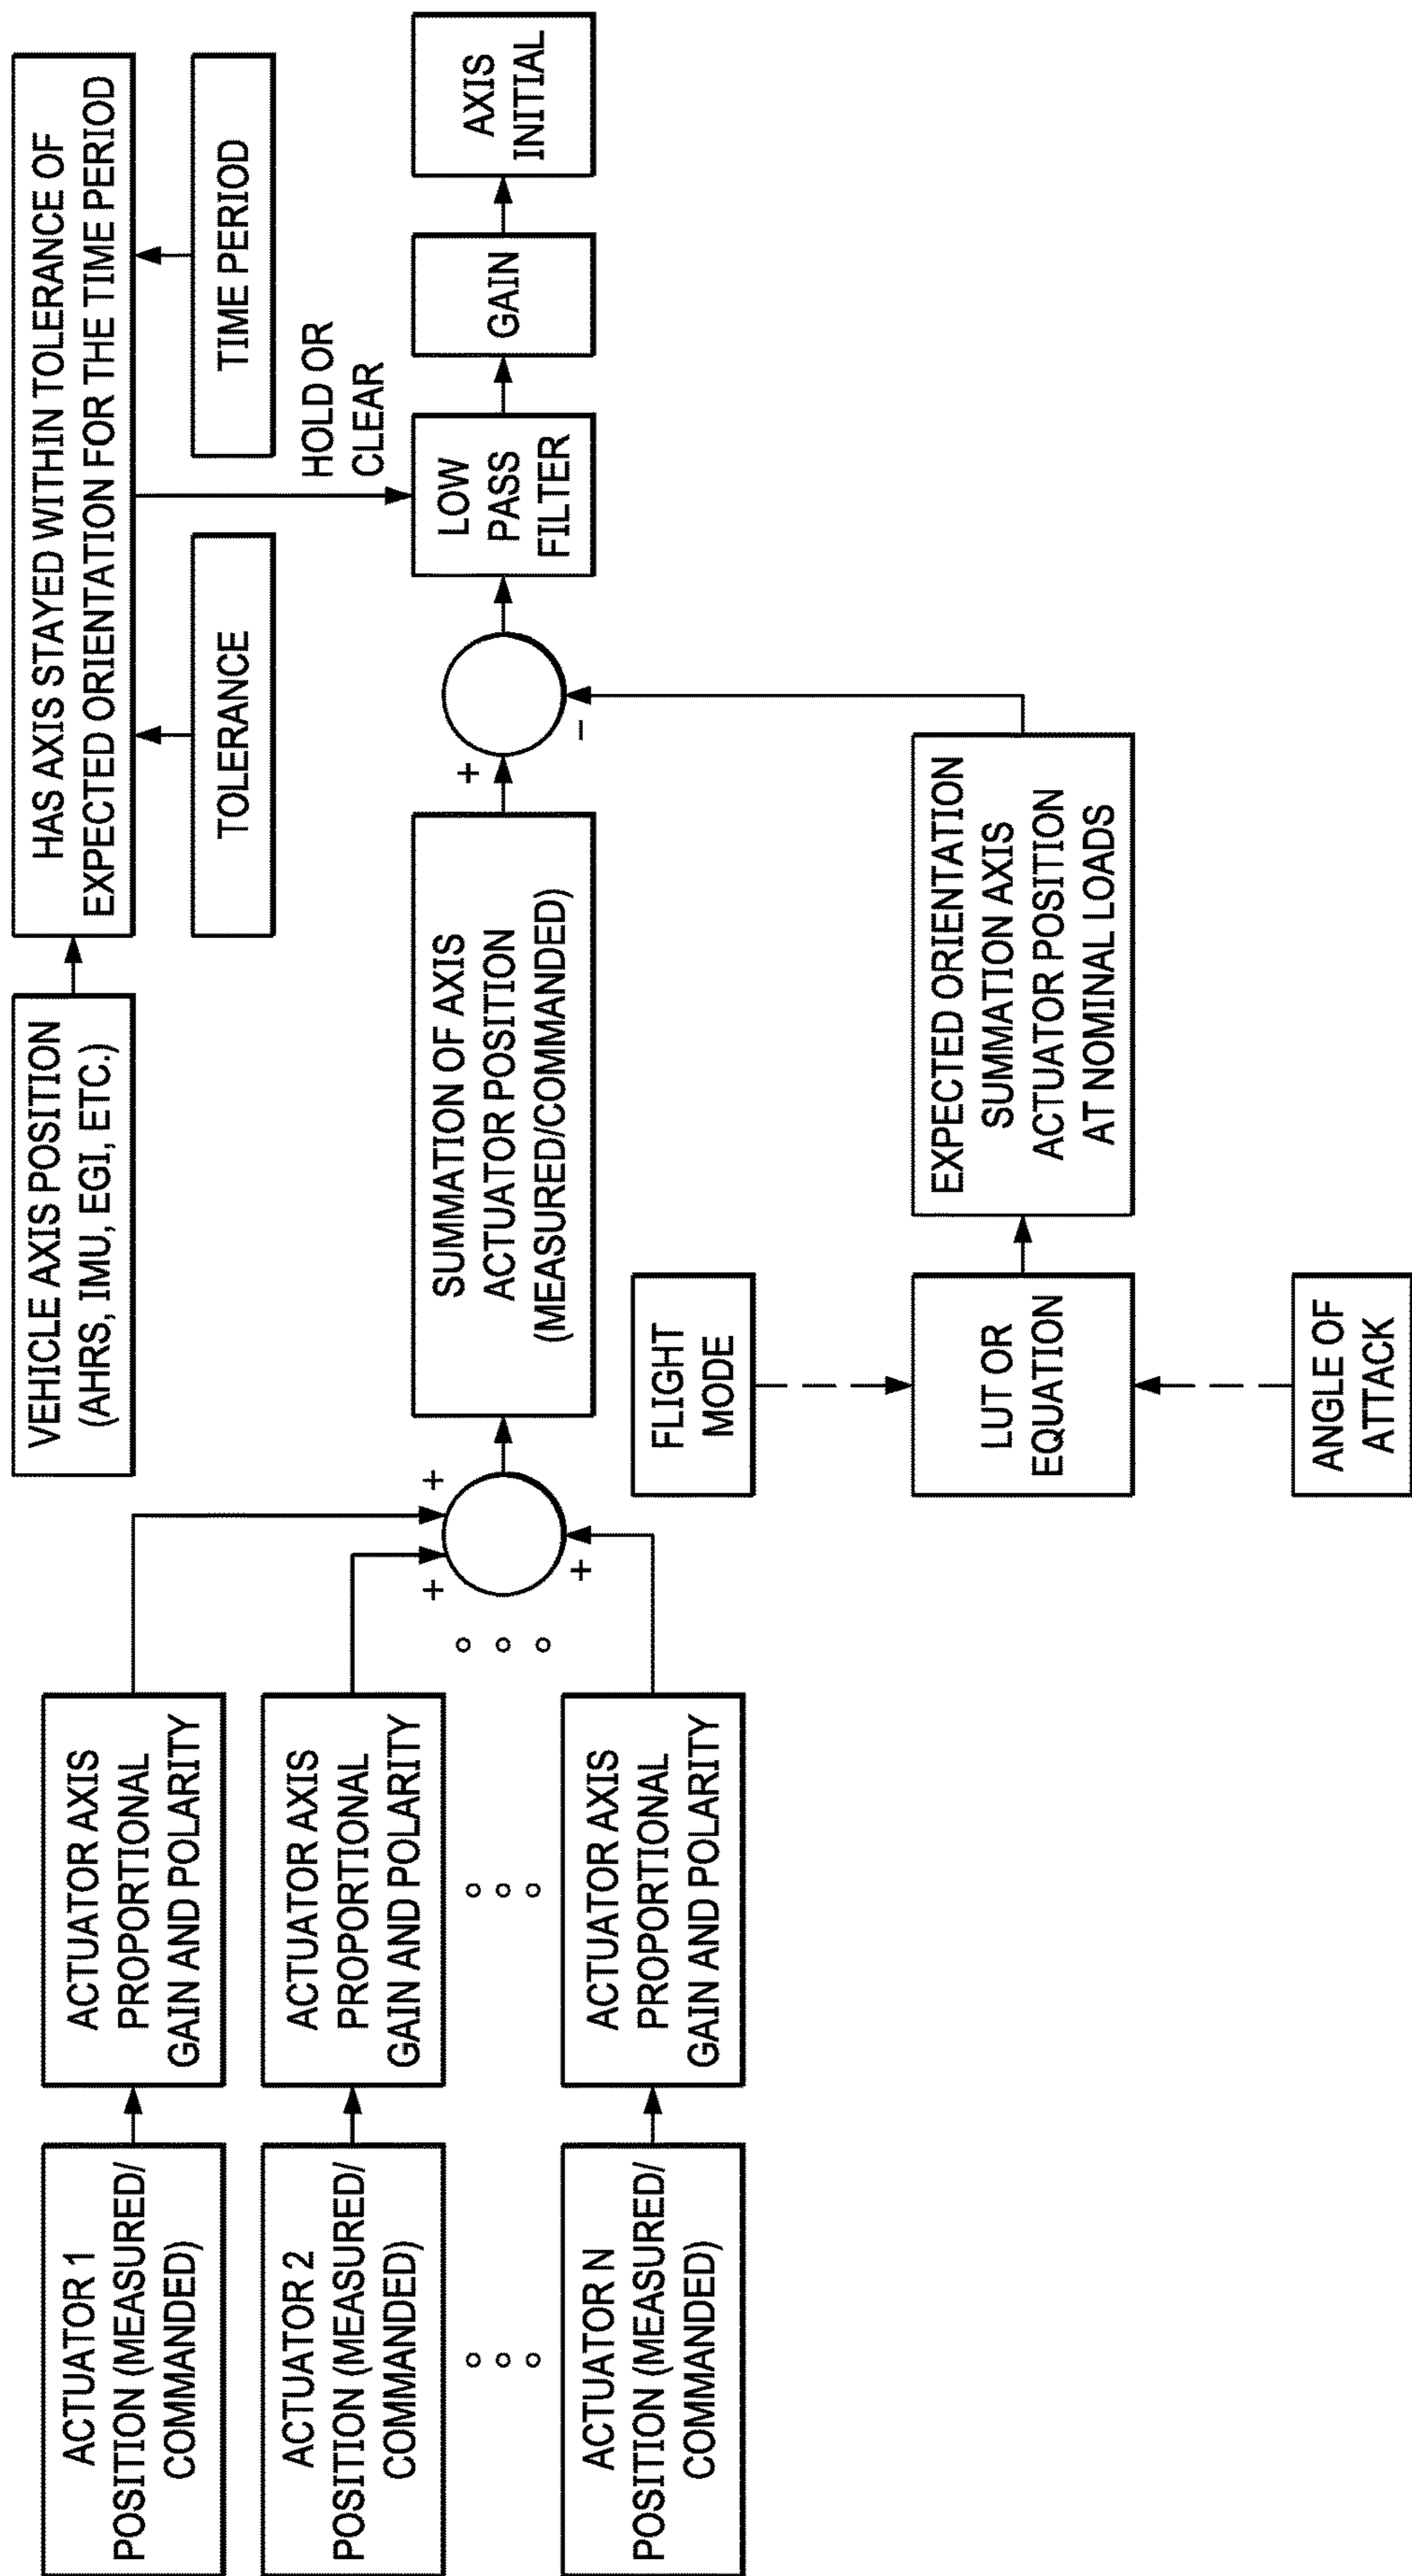 VEHICLE AXIS POSITION
(AHRS, IMU, EGI, ETC.)
HAS AXIS STAYED WITHIN TOLERANCE OF
EXPECTED ORIENTATION FOR THE TIME PERIOD
TOLERANCE
TIME PERIOD
HOLD OR
CLEAR
ACTUATOR 1
POSITION (MEASURED/
COMMANDED)
ACTUATOR AXIS
PROPORTIONAL
GAIN AND POLARITY
ACTUATOR 2
POSITION (MEASURED/
COMMANDED)
ACTUATOR AXIS
PROPORTIONAL
GAIN AND POLARITY
ACTUATOR N
POSITION (MEASURED/
COMMANDED)
ACTUATOR AXIS
PROPORTIONAL
GAIN AND POLARITY
+
+
+
SUMMATION OF AXIS
ACTUATOR POSITION
(MEASURED/COMMANDED)
+
-
LOW
PASS
FILTER
GAIN
AXIS
INITIAL
FLIGHT
MODE
LUT OR
EQUATION
ANGLE OF
ATTACK
EXPECTED ORIENTATION
SUMMATION AXIS
ACTUATOR POSITION
AT NOMINAL LOADS